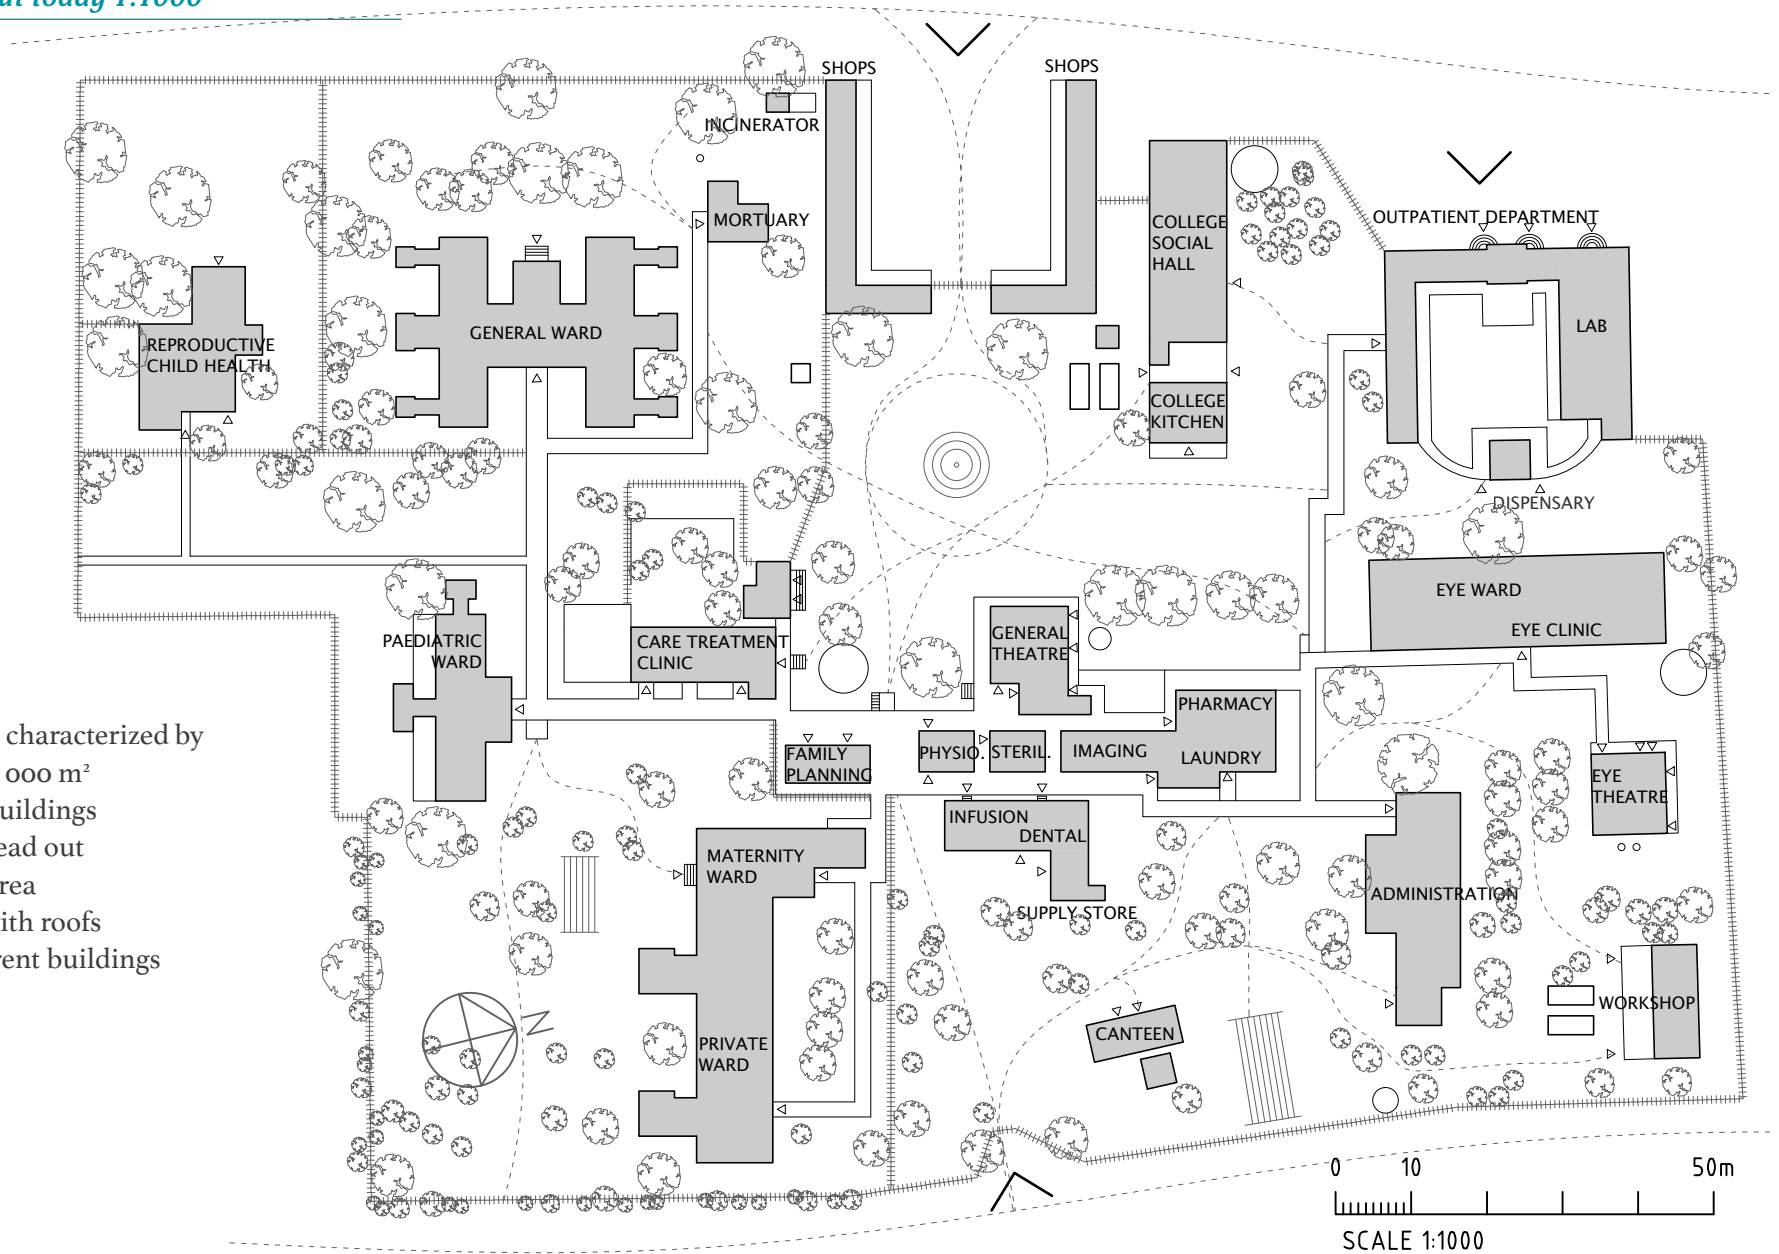 today 1:1000
SHOPS
SHOPS
INCINERATOR
MORTUARY
COLLEGE
SOCIAL
HALL
OUTPATIENT DEPARTMENT
LAB
GENERAL WARD
REPRODUCTIVE
CHILD HEALTH
COLLEGE
KITCHEN
DISPENSARY
EYE WARD
EYE CLINIC
PAEDIATRIC
WARD
CARE TREATMENT
CLINIC
GENERAL
THEATRE
PHARMACY
IMAGING
LAUNDRY
FAMILY
PLANNING
PHYSIO.
STERIL.
EYE
THEATRE
INFUSION
DENTAL
SUPPLY STORE
MATERNITY
WARD
ADMINISTRATION
characterized by
000 m²
buildings
ead out
rea
with roofs
rent buildings
WORKSHOP
CANTEEN
PRIVATE
WARD
N
0 10 50m
SCALE 1:1000